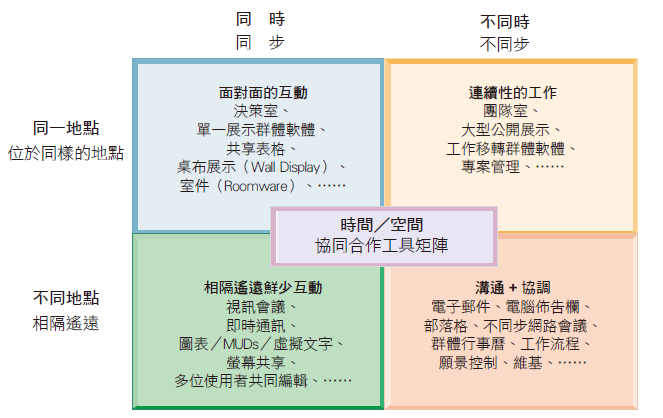 同　時
同　步
不同時
不同步
同一地點
位於同樣的地點
面對面的互動
決策室、
單一展示群體軟體、
共享表格、
桌布展示（Wall Display）、
室件（Roomware）、……
連續性的工作
團隊室、
大型公開展示、
工作移轉群體軟體、
專案管理、……
時間／空間
協同合作工具矩陣
不同地點
相隔遙遠
相隔遙遠鮮少互動
視訊會議、
即時通訊、
圖表／MUDs／虛擬文字、
螢幕共享、
多位使用者共同編輯、……
溝通 + 協調
電子郵件、電腦佈告欄、
部落格、不同步網路會議、
群體行事曆、工作流程、
願景控制、維基、……